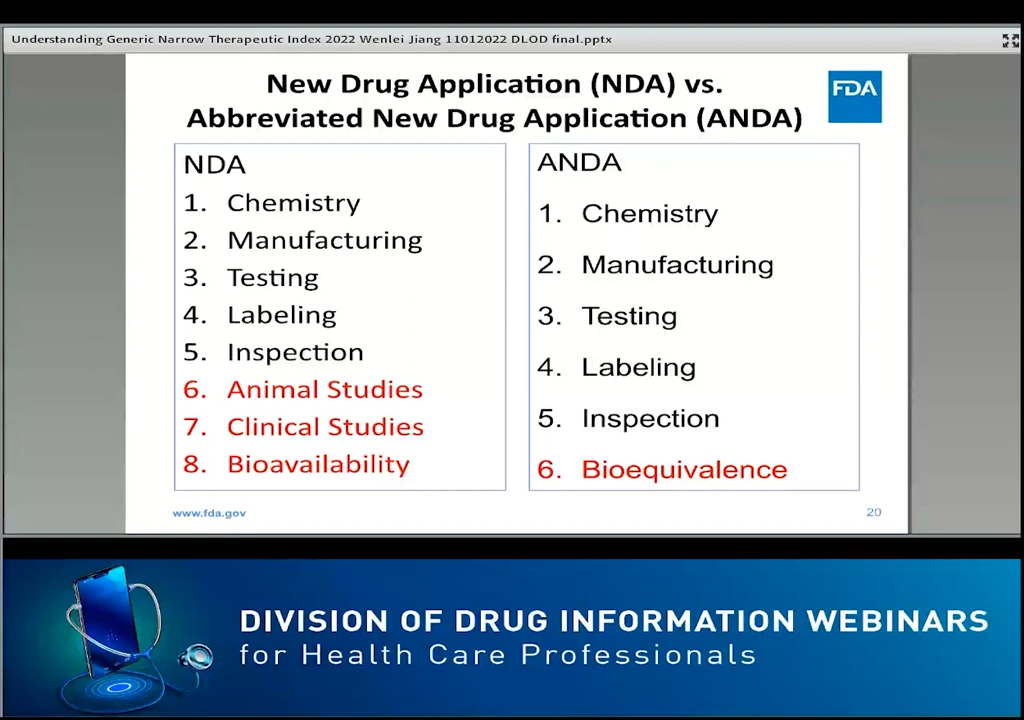 Understanding Generic Narrow Therapeutic Index 2022 Wenlei Jiang 11012022 DLOD final.pptx
New Drug Application (NDA) vs.
Abbreviated New Drug Application (ANDA)
FDA
NDA
1. Chemistry
2. Manufacturing
3. Testing
4. Labeling
5. Inspection
6. Animal Studies
7. Clinical Studies
8. Bioavailability
ANDA
1. Chemistry
2. Manufacturing
3. Testing
4. Labeling
5. Inspection
6. Bioequivalence
www.fda.gov
20
DIVISION OF DRUG INFORMATION WEBINARS
for Health Care Professionals